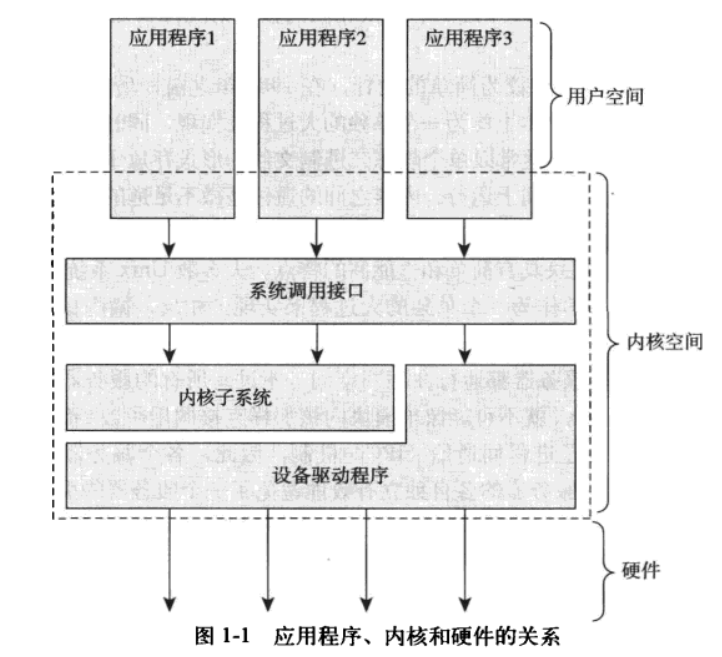 应用程序1 应用程序2 应用程序3
用户空间
系统调用接口
内核空间
内核子系统
设备驱动程序
硬件
图 1-1 应用程序、内核和硬件的关系